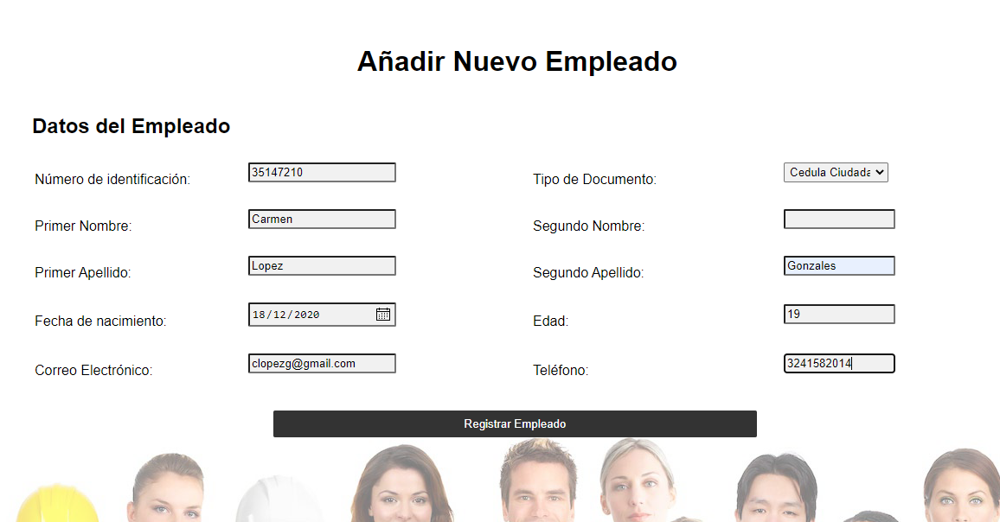 Añadir Nuevo Empleado
Datos del Empleado
Número de identificación: 35147210 Tipo de Documento: Cedula Ciudada
Primer Nombre: Carmen Segundo Nombre:
Primer Apellido: Lopez Segundo Apellido: Gonzales
Fecha de nacimiento: 18/12/2020 Edad: 19
Correo Electrónico: clopezg@gmail.com Teléfono: 3241582014
Registrar Empleado